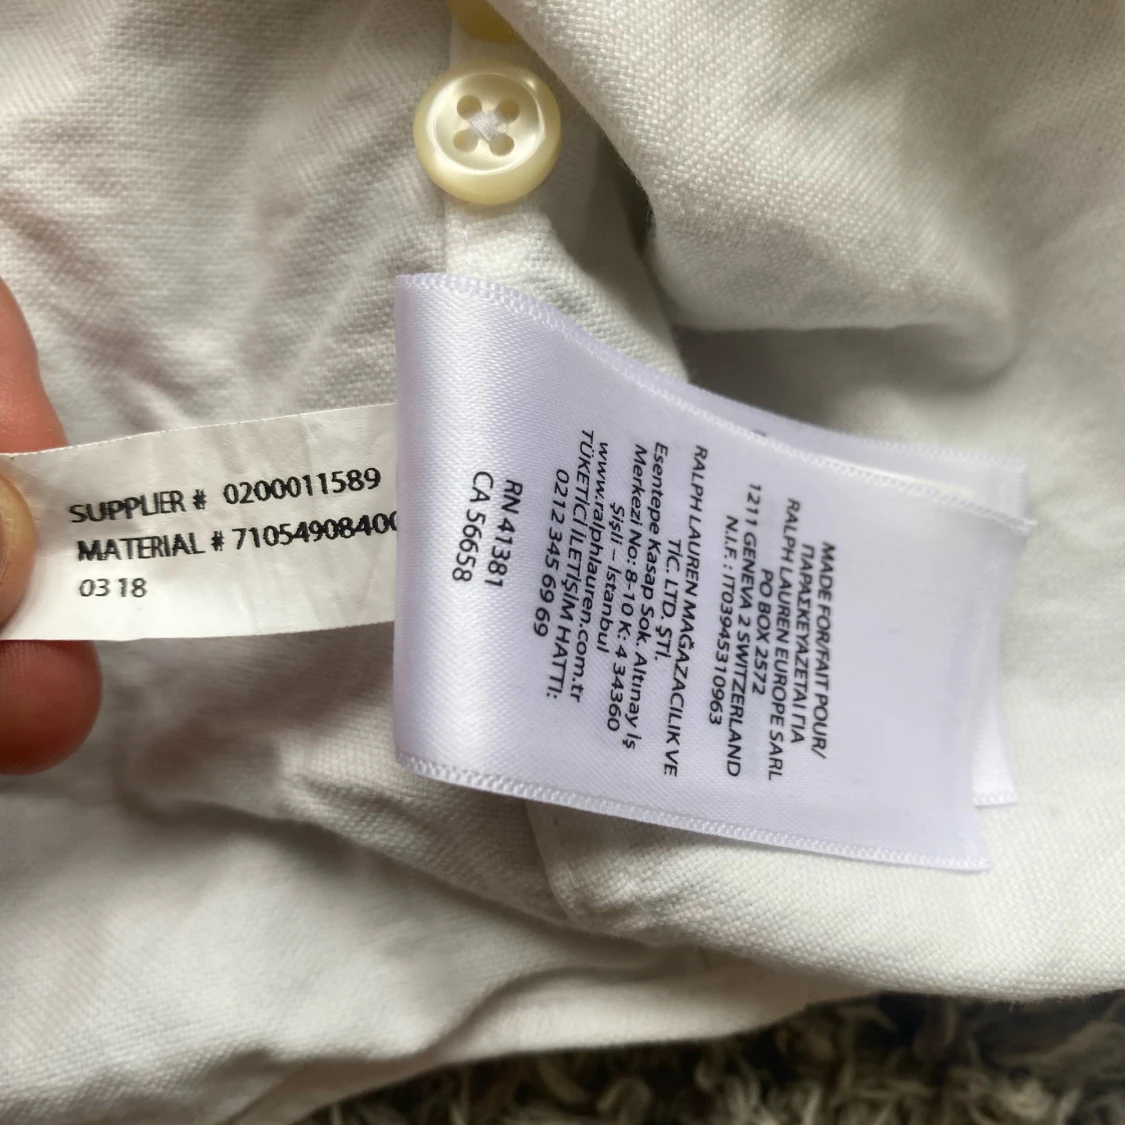 SUPPLIER # 0200011589
MATERIAL # 71054908400
03 18
MADE FOR/FAIT POUR/
ΠΑΡΑΣΚΕΥΑΖΕΤΑΙ ΓΙΑ
RALPH LAUREN EUROPE SARL
PO BOX 2572
1211 GENEVA 2 SWITZERLAND
N.I.F.: IT03945310963
RALPH LAUREN MAĞAZACILIK VE
TİC. LTD. ŞTİ.
Esentepe Kasap Sok. Altınay İş
Merkezi No: 8-10 K: 4 34360
Şişli – İstanbul
www.ralphlauren.com.tr
TÜKETİCİ İLETİŞİM HATTI:
0212 345 69 69
RN 41381
CA 56658